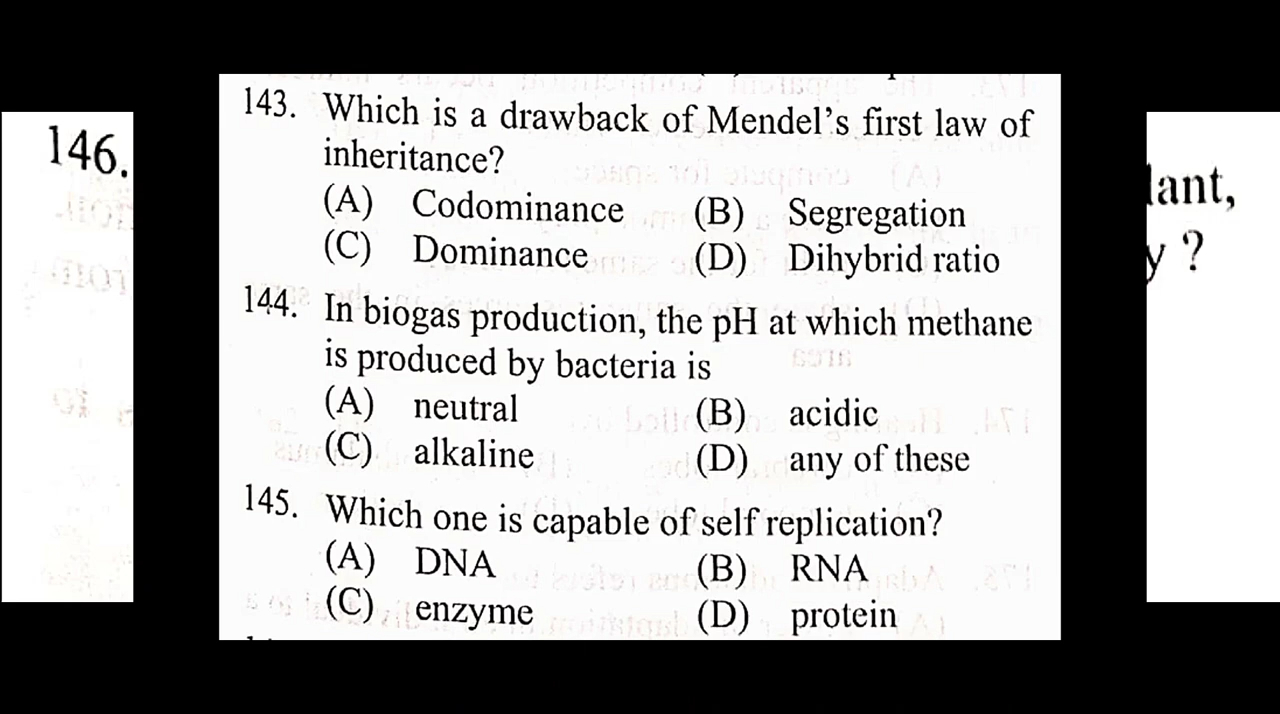 146.
143. Which is a drawback of Mendel's first law of
inheritance?
(A) Codominance (B) Segregation
(C) Dominance (D) Dihybrid ratio
144. In biogas production, the pH at which methane
is produced by bacteria is
(A) neutral (B) acidic
(C) alkaline (D) any of these
145. Which one is capable of self replication?
(A) DNA (B) RNA
(C) enzyme (D) protein
lant,
y ?